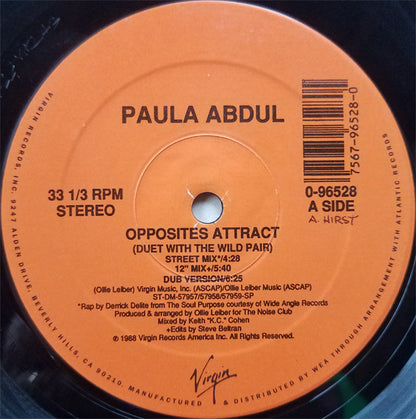 PAULA ABDUL
7567-96528-0
33 1/3 RPM
STEREO
0-96528
A SIDE
A. HIRST
OPPOSITES ATTRACT
(DUET WITH THE WILD PAIR)
STREET MIX*/4:28
12" MIX+/5:40
DUB VERSION/6:25
(Ollie Leiber) Virgin Music, Inc. (ASCAP)/Ollie Leiber Music (ASCAP)
ST-DM-57957/57958/57959-SP
*Rap by Derrick Delite from The Soul Purpose courtesy of Wide Angle Records
Produced & arranged by Ollie Leiber for The Noise Club
Mixed by Keith "K.C." Cohen
+Edits by Steve Beltran
℗ 1988 Virgin Records America Inc. All Rights Reserved.
Virgin
VIRGIN RECORDS, INC. 9247 ALDEN DRIVE, BEVERLY HILLS, CA 90210. MANUFACTURED & DISTRIBUTED BY WEA THROUGH ARRANGEMENT WITH ATLANTIC RECORDS